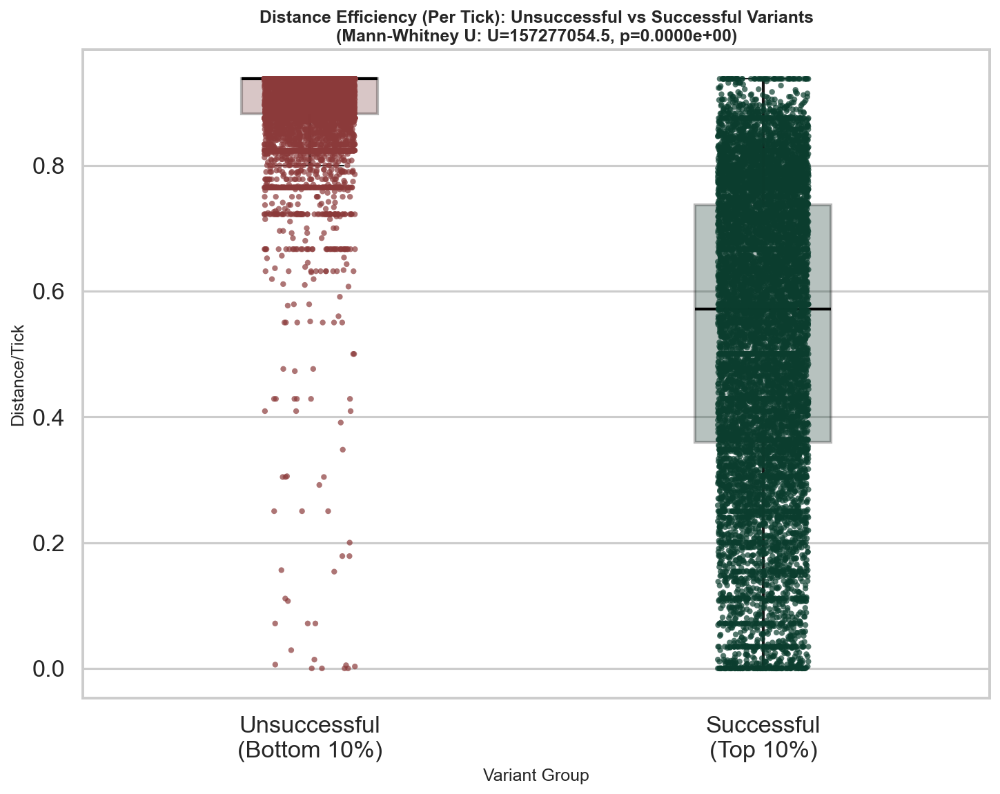 Distance Efficiency (Per Tick): Unsuccessful vs Successful Variants
(Mann-Whitney U: U=157277054.5, p=0.0000e+00)
Distance/Tick
0.8
0.6
0.4
0.2
0.0
Unsuccessful
(Bottom 10%)
Successful
(Top 10%)
Variant Group